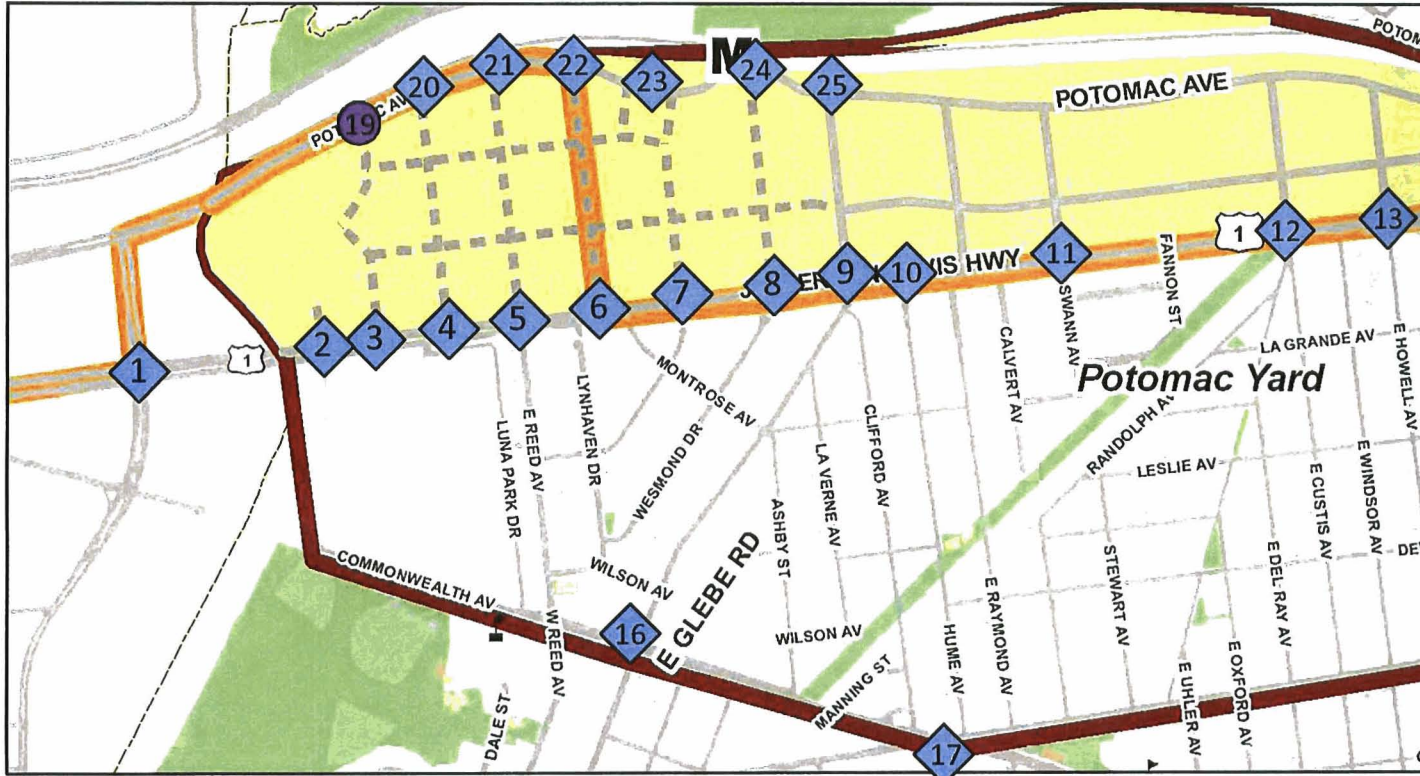 POTOM
M
20
21
22
23
24
25
19
POTOMAC AVE
1
12
13
HWY
11
9
10
8
7
6
5
4
3
2
1
1
FANNON ST
SWANN AV
CALVERT AV
LA GRANDE AV
E HOWELL AV
Potomac Yard
MONTROSE AV
LYNHAVEN DR
E REED AV
LUNA PARK DR
WESMOND DR
LA VERNE AV
CLIFFORD AV
RANDOLPH AV
LESLIE AV
E WINDSOR AV
E CUSTIS AV
ASHBY ST
COMMONWEALTH AV
WILSON AV
E GLEBE RD
W REED AV
16
WILSON AV
MANNING ST
HUME AV
E RAYMOND AV
STEWART AV
E DEL RAY AV
DE
E UHLER AV
E OXFORD AV
DALE ST
17